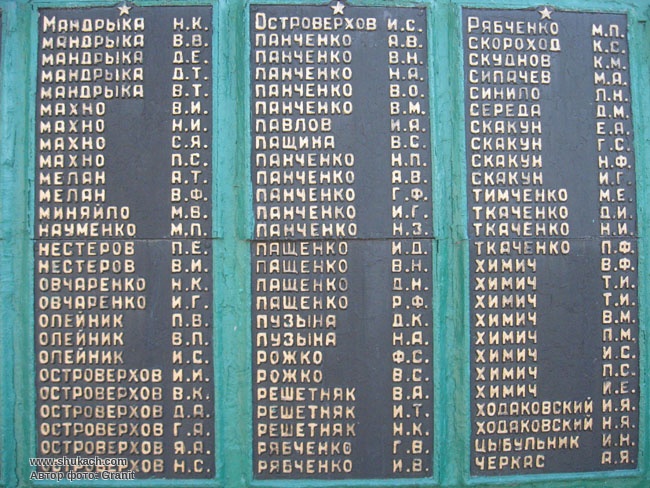 Мандрыка Н.К.
Мандрыка В.В.
Мандрыка Д.Е.
Мандрыка Д.Т.
Мандрыка В.Т.
Махно В.И.
Махно Н.И.
Махно С.Я.
Махно П.С.
Мелан А.Т.
Мелан В.Ф.
Миняйло М.В.
Науменко М.П.
Нестеров П.Е.
Нестеров В.И.
Овчаренко Н.К.
Овчаренко И.Г.
Олейник П.В.
Олейник В.П.
Олейник И.С.
Островерхов И.И.
Островерхов В.К.
Островерхов Д.А.
Островерхов Г.А.
Островерхов Я.А.
Островерхов Н.С.
Островерхов И.С.
Панченко А.В.
Панченко В.Н.
Панченко Н.А.
Панченко В.О.
Панченко В.М.
Павлов И.А.
Пащина В.С.
Панченко Н.П.
Панченко А.В.
Панченко Г.Ф.
Панченко И.Г.
Панченко Н.З.
Пащенко И.Д.
Пащенко В.Н.
Пащенко Д.Н.
Пащенко Р.Ф.
Пузына Д.К.
Пузына Н.А.
Рожко Ф.С.
Рожко В.С.
Решетняк В.А.
Решетняк И.Т.
Решетняк Н.К.
Рябченко Г.В.
Рябченко И.В.
Рябченко М.П.
Скороход К.С.
Скуднов К.М.
Сипачев М.А.
Синило П.Н.
Середа Д.М.
Скакун Е.А.
Скакун Г.С.
Скакун Н.Ф.
Скакун И.Г.
Тимченко М.Е.
Ткаченко Д.И.
Ткаченко Н.И.
Ткаченко П.Ф.
Химич В.Ф.
Химич Т.И.
Химич Т.И.
Химич В.М.
Химич П.М.
Химич И.С.
Химич П.С.
Химич И.Е.
Ходаковский И.Я.
Ходаковский Н.Я.
Цыбульник И.Н.
Черкас А.Я.
www.shukach.com
Автор фото: Granit